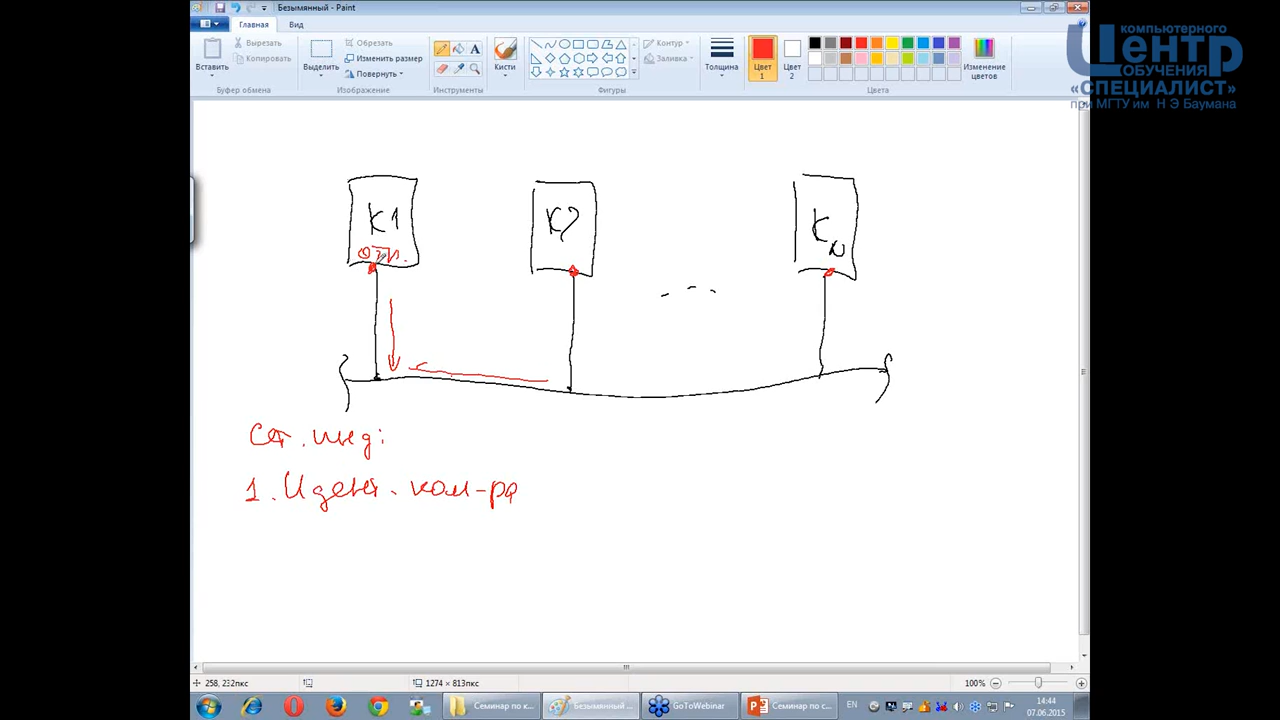 Безымянный - Paint
Главная
Вид
Вставить
Вырезать
Копировать
Буфер обмена
Выделить
Обрезать
Изменить размер
Повернуть
Изображение
A
Инструменты
Кисти
Контур
Заливка
Фигуры
Толщина
Цвет 1
Цвет 2
Изменение цветов
Цвета
компьютерного
Центр
ОБУЧЕНИЯ
«СПЕЦИАЛИСТ»
при МГТУ им Н Э Баумана
К1
К2
КN
1. Идент. ком-ра
258, 232пкс
1274 × 813пкс
100%
Семинар по к...
Безымянный ...
GoToWebinar
Семинар по с...
EN
14:44
07.06.2015